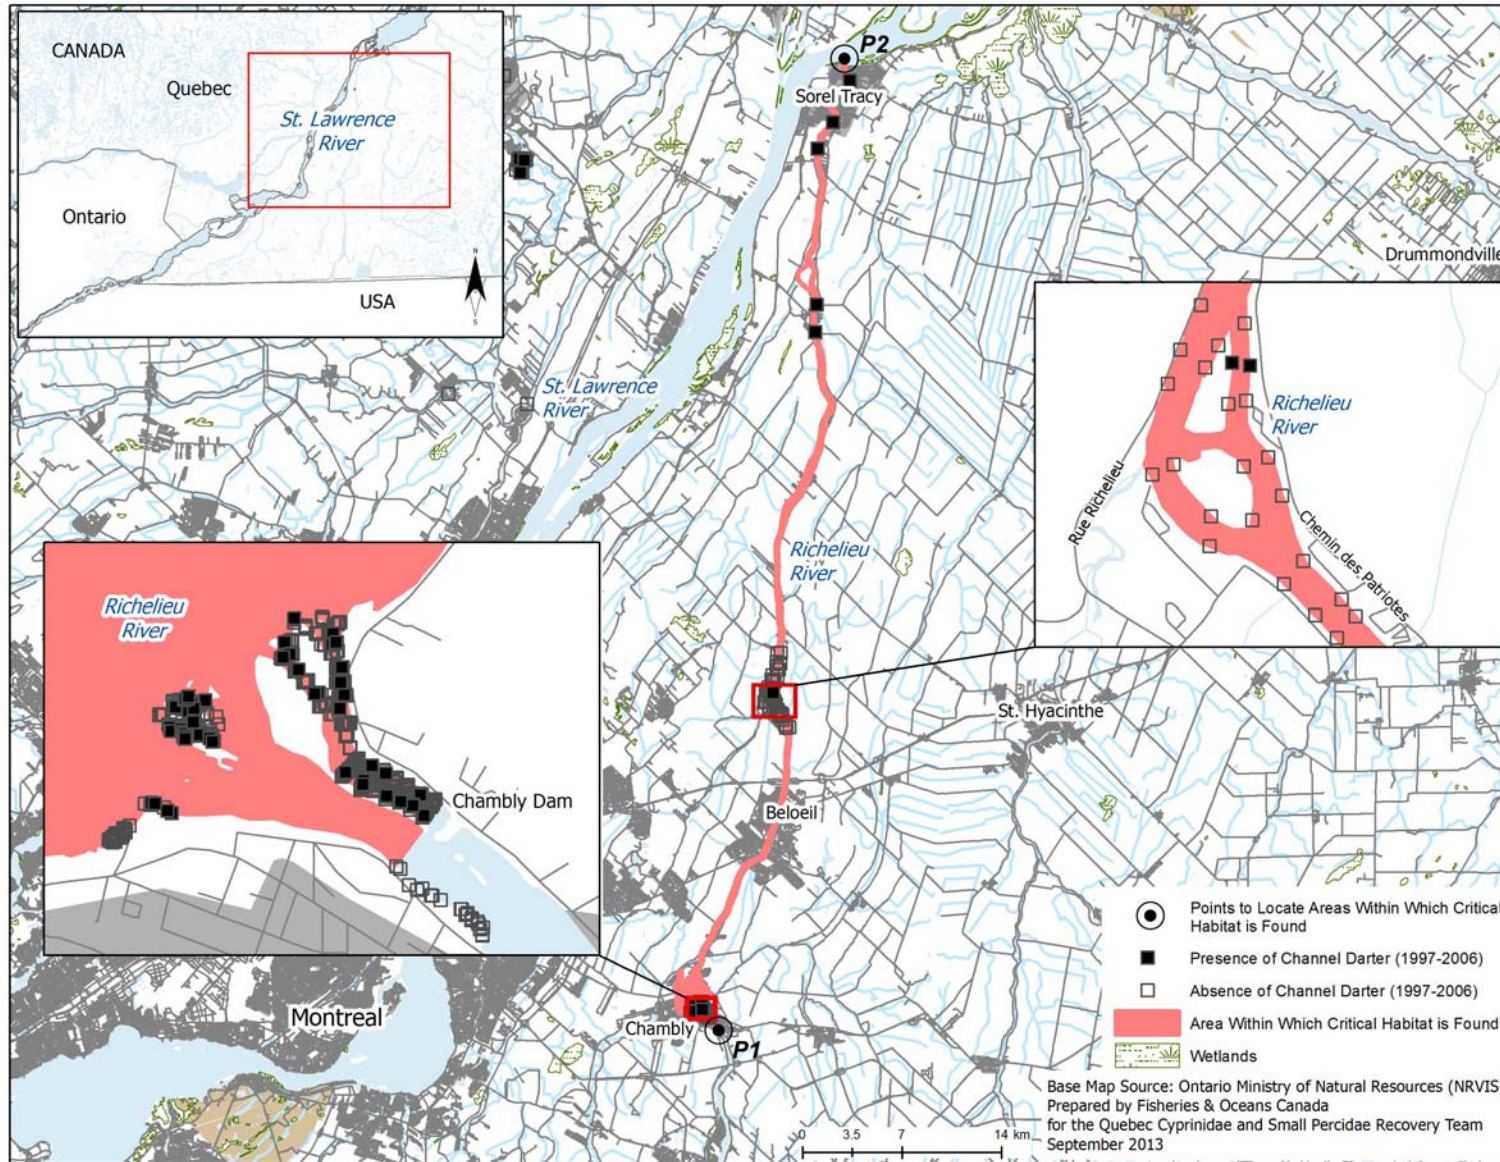 CANADA
Quebec
St. Lawrence
River
Ontario
USA
N
S
P2
Sorel Tracy
Drummondville
St. Lawrence
River
Richelieu
River
Rue Richelieu
Chemin des Patriotes
Richelieu
River
Richelieu
River
St. Hyacinthe
Chambly Dam
Beloeil
Montreal
Chambly
P1
Points to Locate Areas Within Which Critical
Habitat is Found
Presence of Channel Darter (1997-2006)
Absence of Channel Darter (1997-2006)
Area Within Which Critical Habitat is Found
Wetlands
Base Map Source: Ontario Ministry of Natural Resources (NRVIS
Prepared by Fisheries & Oceans Canada
for the Quebec Cyprinidae and Small Percidae Recovery Team
September 2013
0 3.5 7 14 km